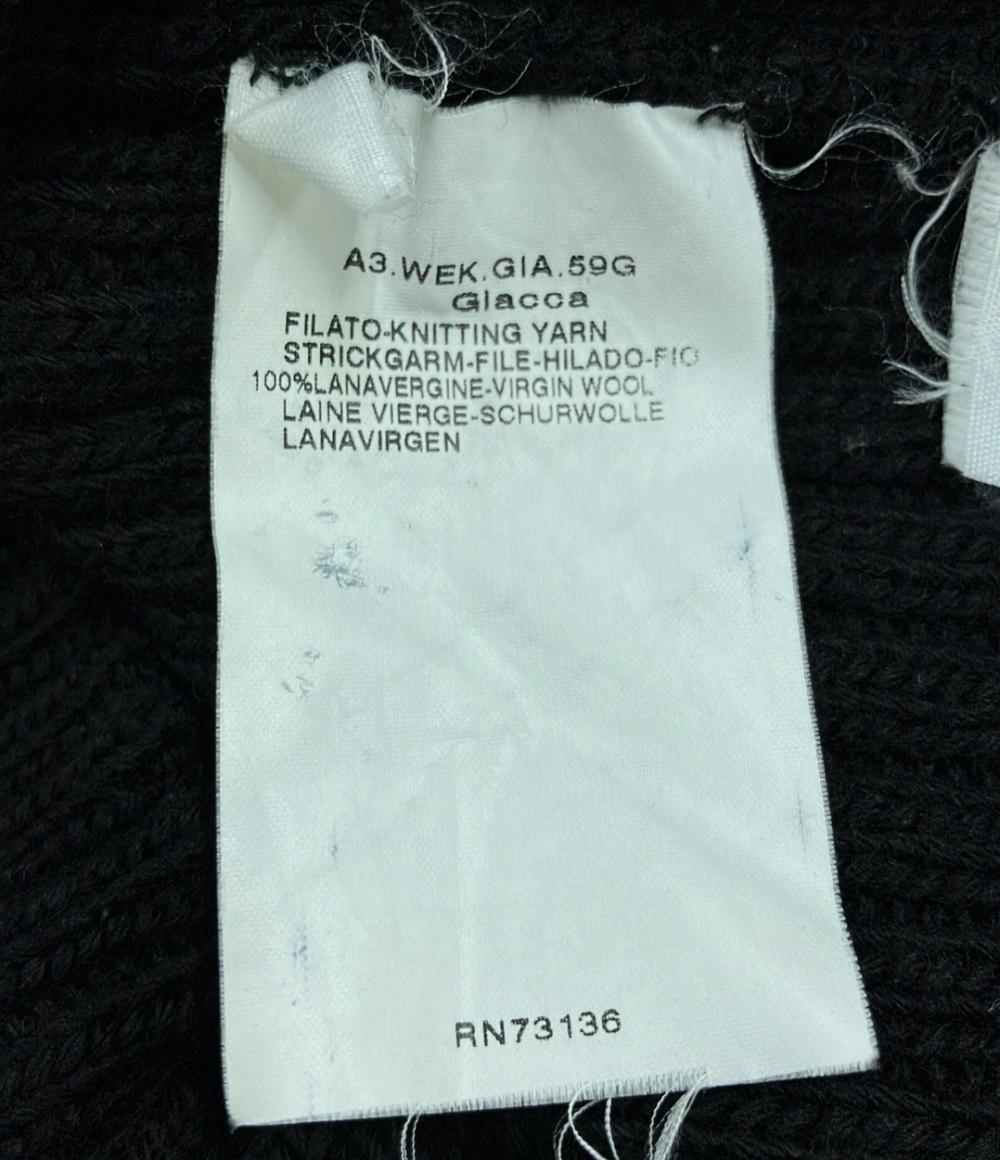 A3.WEK.GIA.59G
Giacca
FILATO-KNITTING YARN
STRICKGARM-FILE-HILADO-FIO
100%LANAVERGINE-VIRGIN WOOL
LAINE VIERGE-SCHURWOLLE
LANAVIRGEN
RN73136